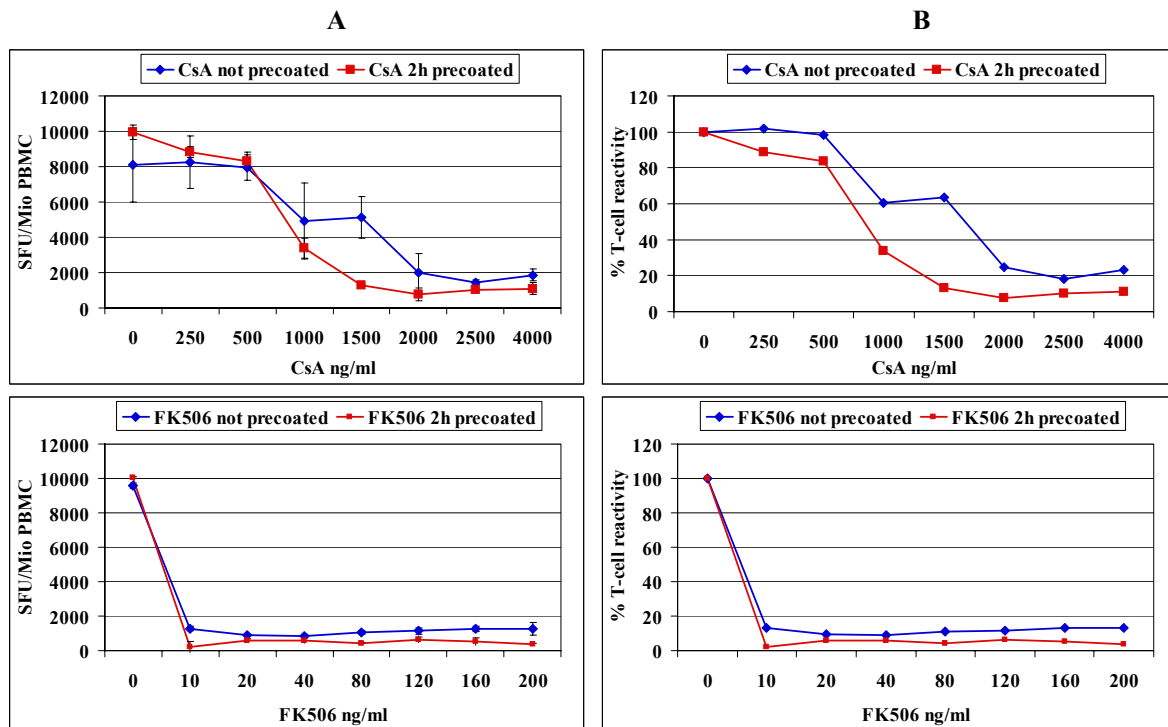 A
B
CsA not precoated CsA 2h precoated
12000
10000
8000
6000
4000
2000
0
SFU/Mio PBMC
0 250 500 1000 1500 2000 2500 4000
CsA ng/ml
CsA not precoated CsA 2h precoated
120
100
80
60
40
20
0
% T-cell reactivity
0 250 500 1000 1500 2000 2500 4000
CsA ng/ml
FK506 not precoated FK506 2h precoated
12000
10000
8000
6000
4000
2000
0
SFU/Mio PBMC
0 10 20 40 80 120 160 200
FK506 ng/ml
FK506 not precoated FK506 2h precoated
120
100
80
60
40
20
0
% T-cell reactivity
0 10 20 40 80 120 160 200
FK506 ng/ml